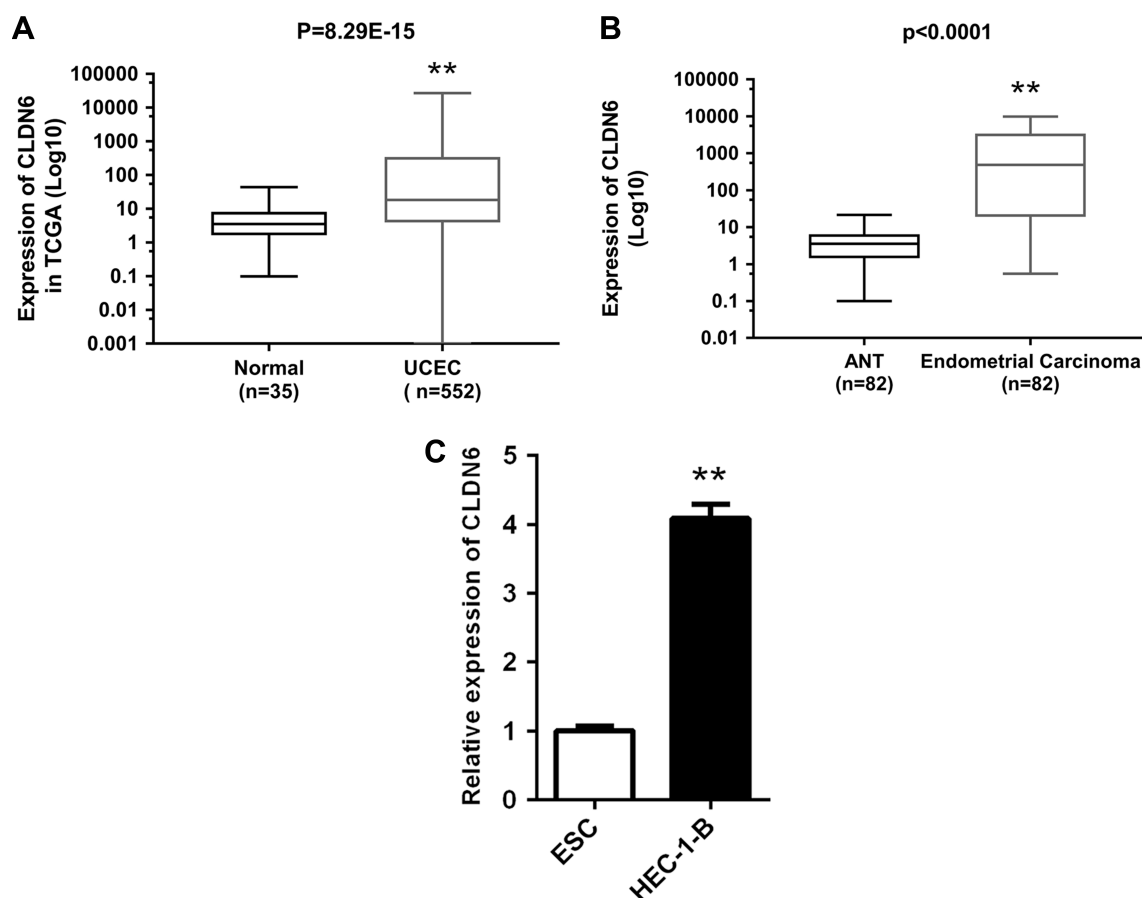 A
P=8.29E-15
**
Expression of CLDN6
in TCGA (Log10)
100000
10000
1000
100
10
1
0.1
0.001
Normal
(n=35)
UCEC
( n=552)
B
p<0.0001
**
Expression of CLDN6
(Log10)
100000
10000
1000
100
10
1
0.1
0.01
ANT
(n=82)
Endometrial Carcinoma
(n=82)
C
**
Relative expression of CLDN6
5
4
3
2
1
0
ESC
HEC-1-B